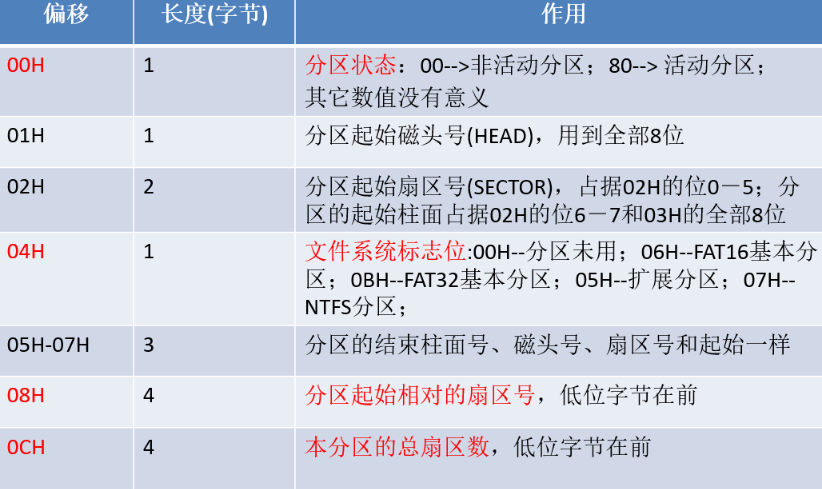 偏移 长度(字节) 作用
00H 1 分区状态：00-->非活动分区；80--> 活动分区；
其它数值没有意义
01H 1 分区起始磁头号(HEAD)，用到全部8位
02H 2 分区起始扇区号(SECTOR)，占据02H的位0－5；分
区的起始柱面占据02H的位6－7和03H的全部8位
04H 1 文件系统标志位:00H--分区未用；06H--FAT16基本分
区；0BH--FAT32基本分区；05H--扩展分区；07H--
NTFS分区；
05H-07H 3 分区的结束柱面号、磁头号、扇区号和起始一样
08H 4 分区起始相对的扇区号，低位字节在前
0CH 4 本分区的总扇区数，低位字节在前